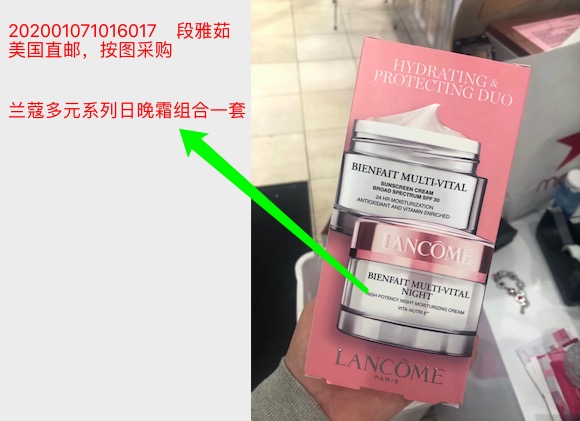 202001071016017 段雅茹
美国直邮，按图采购
兰蔻多元系列日晚霜组合一套
HYDRATING &
PROTECTING DUO
BIENFAIT MULTI-VITAL
SUNSCREEN CREAM
BROAD SPECTRUM SPF 30
24 HR MOISTURIZATION
ANTIOXIDANT AND VITAMIN ENRICHED
LANCÔME
BIENFAIT MULTI-VITAL
NIGHT
HIGH POTENCY NIGHT MOISTURIZING CREAM
VITA-NUTRI 8™
LANCÔME
PARIS